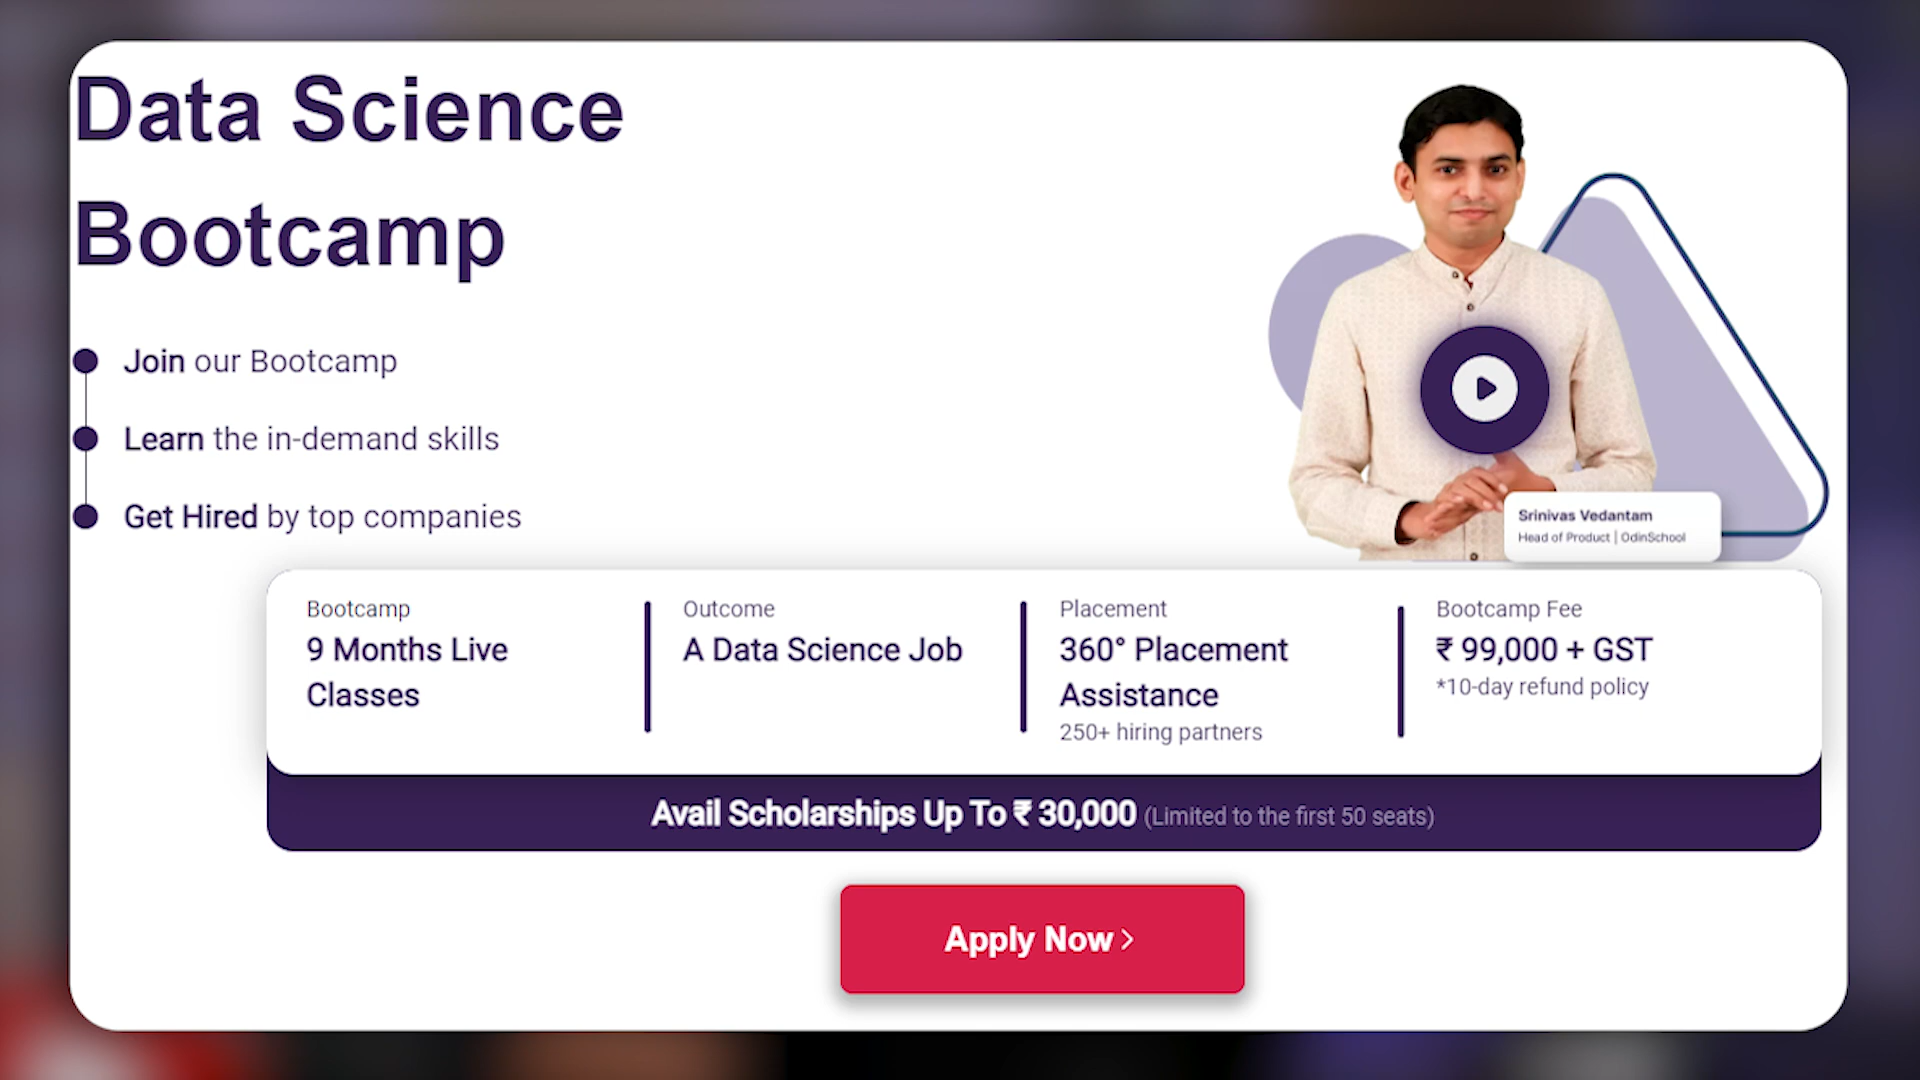 Data Science
Bootcamp
Join our Bootcamp
Learn the in-demand skills
Get Hired by top companies
Srinivas Vedantam
Head of Product | OdinSchool
Bootcamp
9 Months Live
Classes
Outcome
A Data Science Job
Placement
360° Placement
Assistance
250+ hiring partners
Bootcamp Fee
₹ 99,000 + GST
*10-day refund policy
Avail Scholarships Up To ₹ 30,000 (Limited to the first 50 seats)
Apply Now >